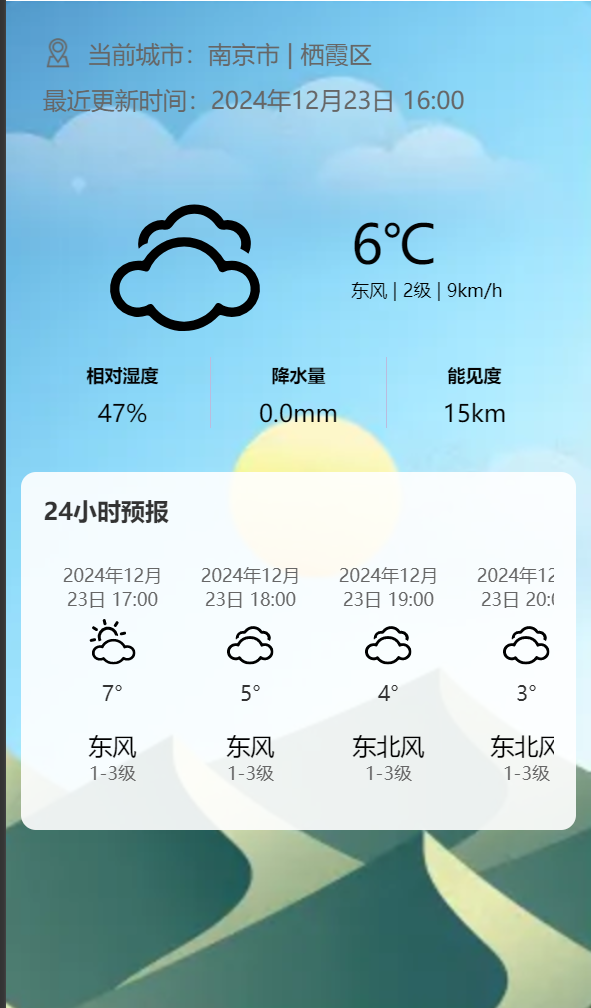 当前城市：南京市 | 栖霞区
最近更新时间：2024年12月23日 16:00
6℃
东风 | 2级 | 9km/h
相对湿度 降水量 能见度
47% 0.0mm 15km
24小时预报
2024年12月 2024年12月 2024年12月 2024年12
23日 17:00 23日 18:00 23日 19:00 23日 20:0
7° 5° 4° 3°
东风 东风 东北风 东北风
1-3级 1-3级 1-3级 1-3级